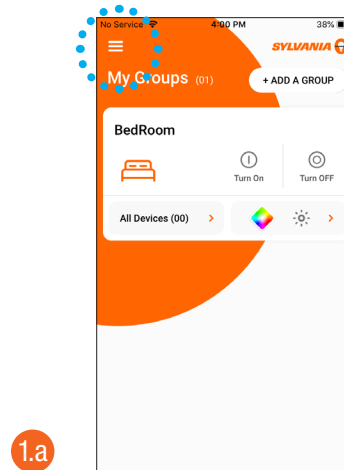 No Service 4:00 PM 38%
SYLVANIA
My Groups (01) + ADD A GROUP
BedRoom
Turn On Turn OFF
All Devices (00)
1.a